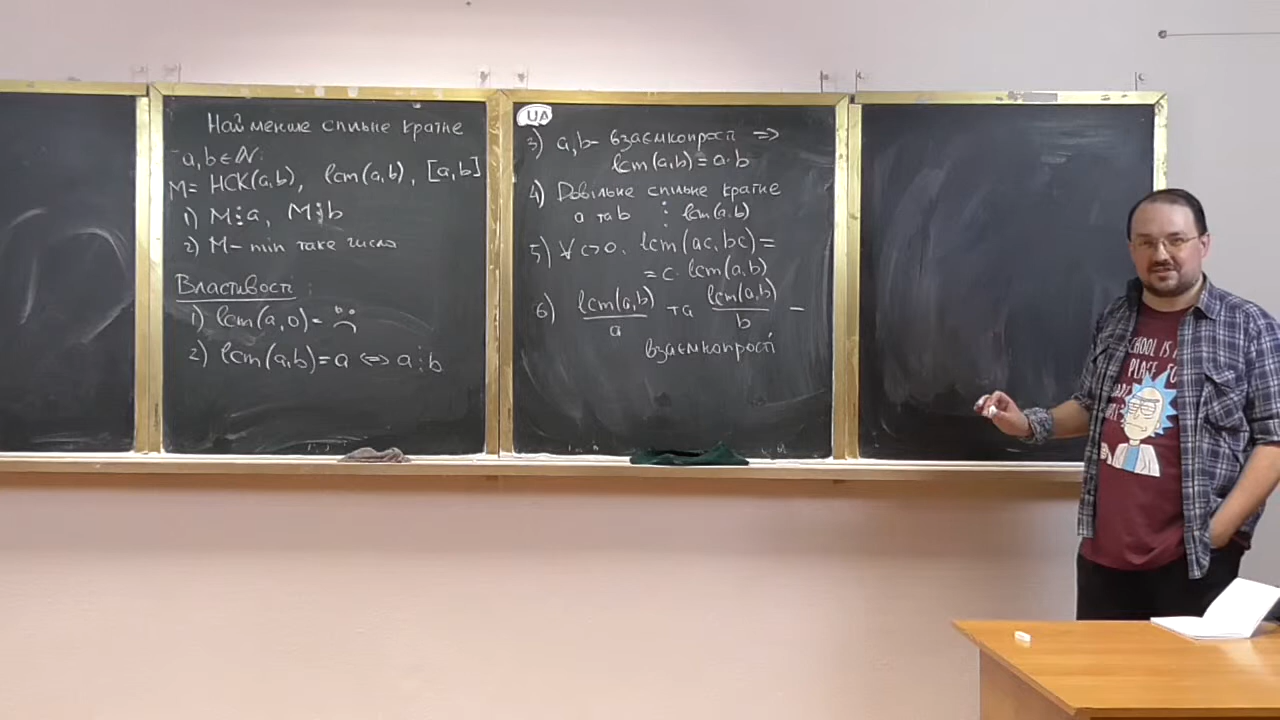 Найменше спільне кратне
a, b ∈ ℕ:
M = НСК(a,b), lcm(a,b), [a,b]
1) M⋮a, M⋮b
2) M – min таке число
Властивості:
1) lcm(a,0) =
2) lcm(a,b) = a ⟺ a⋮b
UA
3) a,b – взаємнопрості ⟹
lcm(a,b) = a·b
4) Довільне спільне кратне
a та b ⋮ lcm(a,b)
5) ∀ c>0. lcm(ac,bc) =
= c · lcm(a,b)
6) lcm(a,b)/a та lcm(a,b)/b –
взаємнопрості
SCHOOL IS
PLACE FO